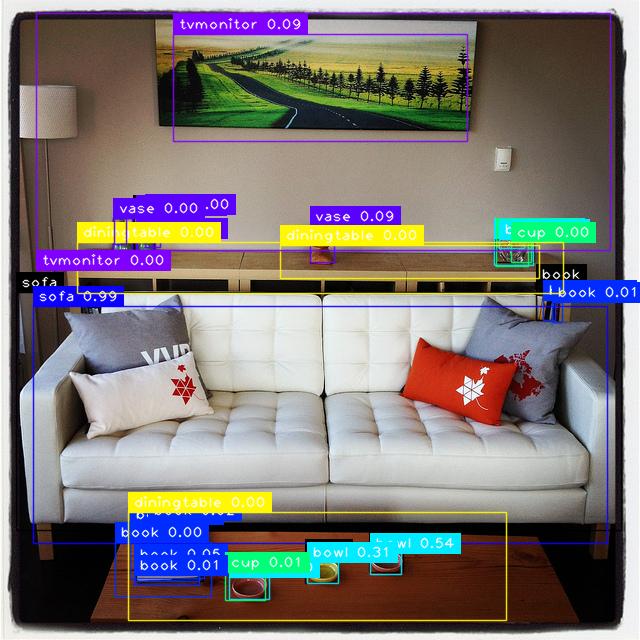 tvmonitor 0.09
vase 0.00
.00
vase 0.09
diningtable 0.00
diningtable 0.00
cup 0.00
tvmonitor 0.00
book
sofa
sofa 0.99
book 0.01
diningtable 0.00
book 0.00
book 0.05
bowl 0.54
bowl 0.31
book 0.01
cup 0.01